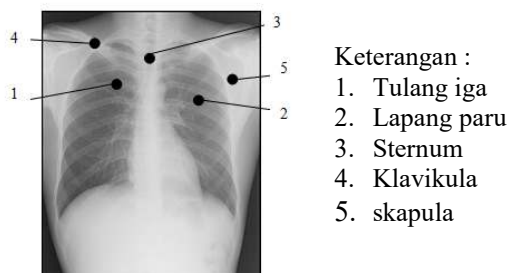 3
4
5
1
2
Keterangan :
1. Tulang iga
2. Lapang paru
3. Sternum
4. Klavikula
5. skapula